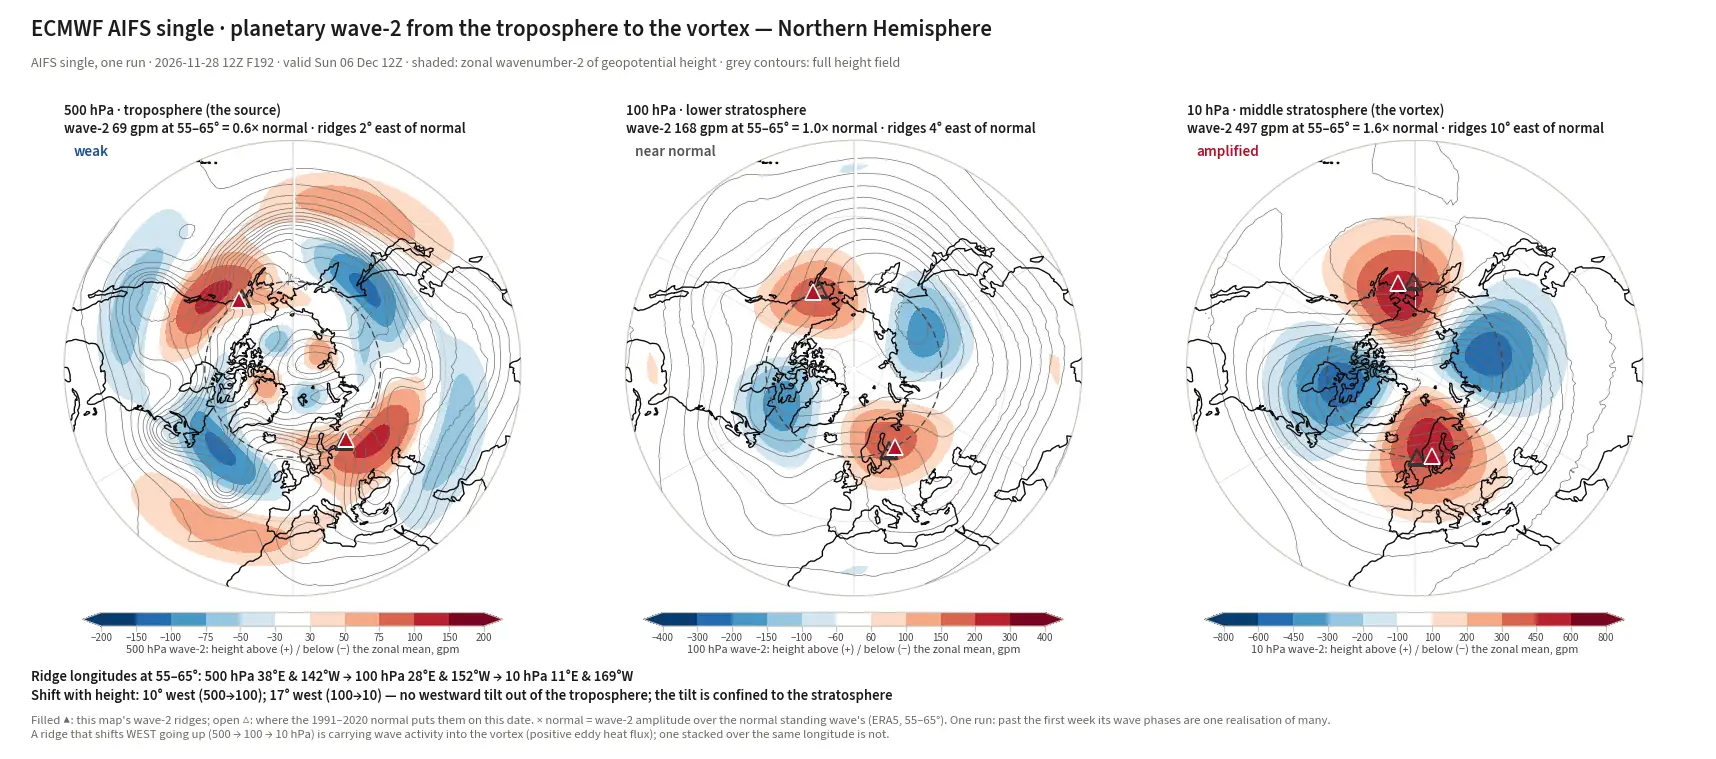 ECMWF AIFS single · planetary wave-2 from the troposphere to the vortex — Northern Hemisphere
AIFS single, one run · 2026-11-28 12Z F192 · valid Sun 06 Dec 12Z · shaded: zonal wavenumber-2 of geopotential height · grey contours: full height field
500 hPa · troposphere (the source)
wave-2 69 gpm at 55–65° = 0.6× normal · ridges 2° east of normal
weak
100 hPa · lower stratosphere
wave-2 168 gpm at 55–65° = 1.0× normal · ridges 4° east of normal
near normal
10 hPa · middle stratosphere (the vortex)
wave-2 497 gpm at 55–65° = 1.6× normal · ridges 10° east of normal
amplified
−200 −150 −100 −75 −50 −30 30 50 75 100 150 200
500 hPa wave-2: height above (+) / below (−) the zonal mean, gpm
−400 −300 −200 −150 −100 −60 60 100 150 200 300 400
100 hPa wave-2: height above (+) / below (−) the zonal mean, gpm
−800 −600 −450 −300 −200 −100 100 200 300 450 600 800
10 hPa wave-2: height above (+) / below (−) the zonal mean, gpm
Ridge longitudes at 55–65°: 500 hPa 38°E & 142°W → 100 hPa 28°E & 152°W → 10 hPa 11°E & 169°W
Shift with height: 10° west (500→100); 17° west (100→10) — no westward tilt out of the troposphere; the tilt is confined to the stratosphere
Filled ▲: this map's wave-2 ridges; open △: where the 1991–2020 normal puts them on this date. × normal = wave-2 amplitude over the normal standing wave's (ERA5, 55–65°). One run: past the first week its wave phases are one realisation of many.
A ridge that shifts WEST going up (500 → 100 → 10 hPa) is carrying wave activity into the vortex (positive eddy heat flux); one stacked over the same longitude is not.